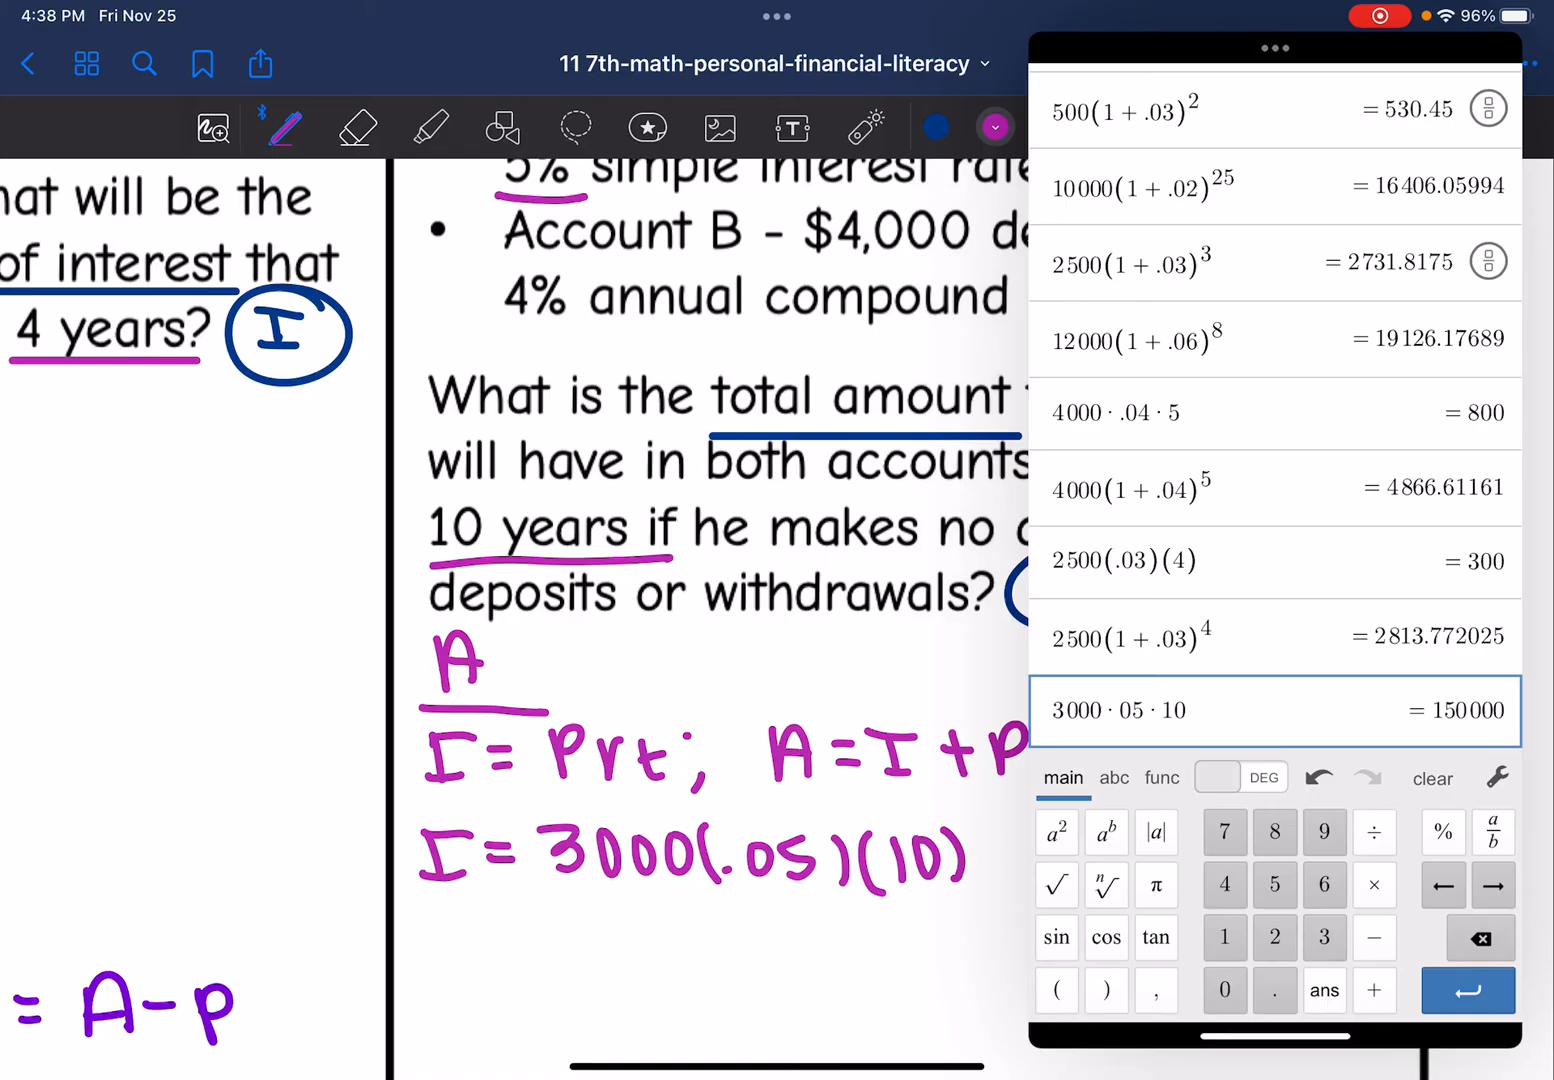 4:38 PM Fri Nov 25
96%
11 7th-math-personal-financial-literacy
hat will be the
of interest that
4 years? I
= A - p
5% simple interest rate
• Account B - $4,000 de
4% annual compound
What is the total amount
will have in both accounts
10 years if he makes no
deposits or withdrawals?
A
I = Prt; A = I + P
I = 3000(.05)(10)
500(1 + .03)^2 = 530.45
10000(1 + .02)^25 = 16406.05994
2500(1 + .03)^3 = 2731.8175
12000(1 + .06)^8 = 19126.17689
4000 · .04 · 5 = 800
4000(1 + .04)^5 = 4866.61161
2500(.03)(4) = 300
2500(1 + .03)^4 = 2813.772025
3000 · 05 · 10 = 150000
main abc func DEG clear
a² aᵇ |a| 7 8 9 ÷ % a/b
√ ⁿ√ π 4 5 6 × ← →
sin cos tan 1 2 3 −
( ) , 0 . ans +